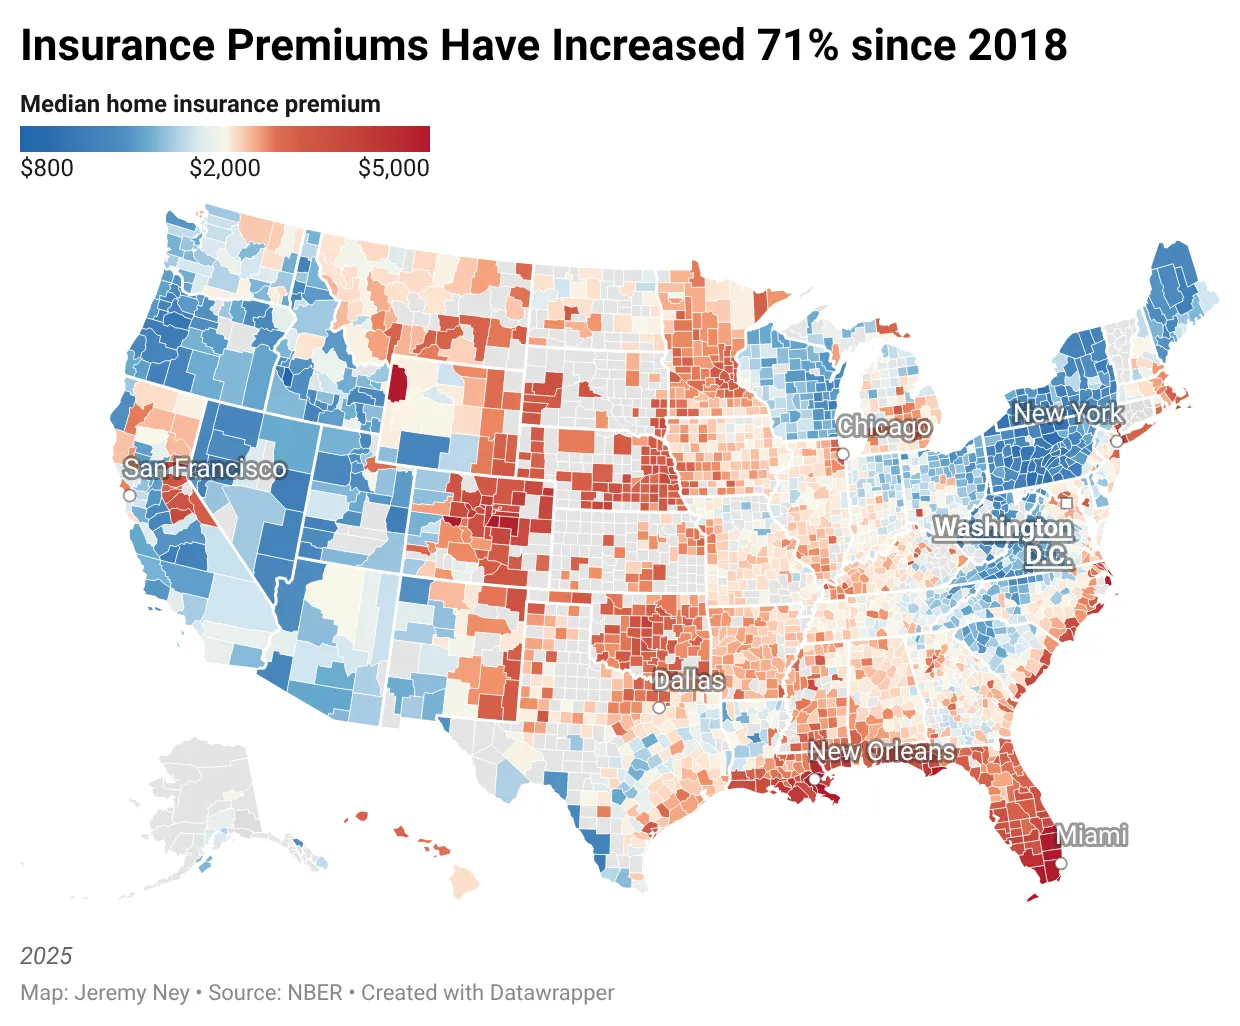 Insurance Premiums Have Increased 71% since 2018
Median home insurance premium
$800 $2,000 $5,000
Chicago
New York
San Francisco
Washington
D.C.
Dallas
New Orleans
Miami
2025
Map: Jeremy Ney • Source: NBER • Created with Datawrapper